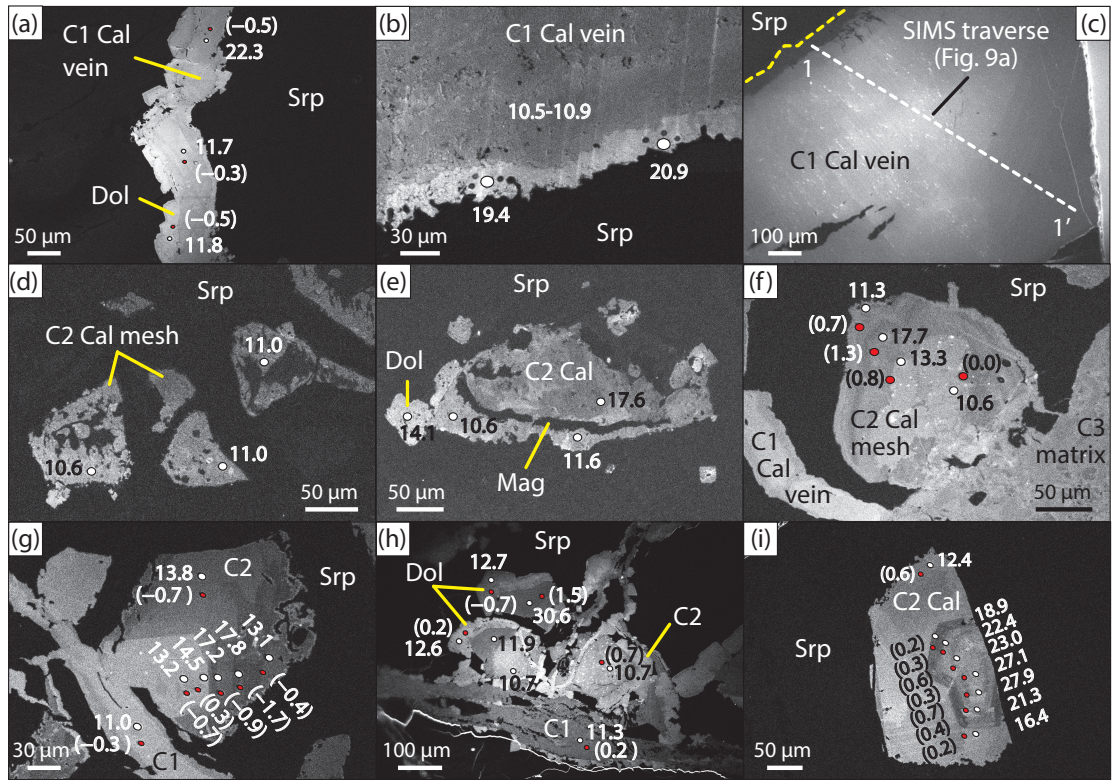 (a)
C1 Cal
vein
(−0.5)
22.3
Srp
11.7
(−0.3)
Dol
(−0.5)
11.8
50 µm
(b)
C1 Cal vein
10.5-10.9
20.9
19.4
30 µm
Srp
(c)
Srp
SIMS traverse
(Fig. 9a)
1
C1 Cal vein
1’
100 µm
(d)
Srp
C2 Cal mesh
11.0
11.0
10.6
50 µm
(e)
Srp
Dol
C2 Cal
17.6
14.1
10.6
11.6
Mag
50 µm
(f)
11.3
Srp
(0.7)
17.7
(1.3)
13.3
(0.0)
(0.8)
10.6
C2 Cal
mesh
C1
Cal
vein
C3
matrix
50 µm
(g)
C2
13.8
(−0.7)
Srp
13.2
14.5
17.2
17.8
13.1
(−0.7)
(0.3)
(−0.9)
(−1.7)
(−0.4)
11.0
(−0.3)
C1
30 µm
(h)
Srp
12.7
Dol
(−0.7)
(1.5)
30.6
(0.2)
12.6
11.9
C2
(0.7)
10.7
10.7
C1
11.3
(0.2)
100 µm
(i)
12.4
(0.6)
C2 Cal
Srp
18.9
22.4
23.0
27.1
27.9
21.3
16.4
(0.2)
(0.3)
(0.6)
(0.3)
(0.7)
(0.4)
(0.2)
50 µm